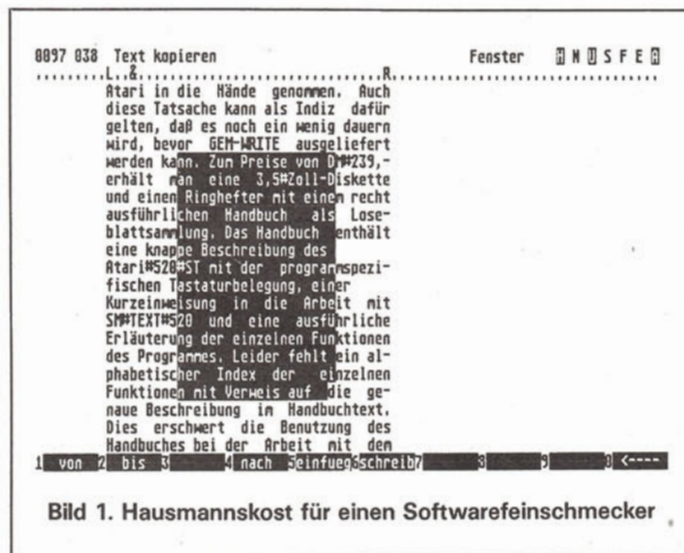 0097 038 Text kopieren Fenster H N U S F E A
.........L..&...................................R...................................
Atari in die Hände genommen. Auch
diese Tatsache kann als Indiz dafür
gelten, daß es noch ein wenig dauern
wird, bevor GEM-WRITE ausgeliefert
werden kann. Zum Preise von DM#239,-
erhält man eine 3,5#Zoll-Diskette
und einen Ringhefter mit einem recht
ausführlichen Handbuch als Lose-
blattsammlung. Das Handbuch enthält
eine knappe Beschreibung des
Atari#520#ST mit der programmspezi-
fischen Tastaturbelegung, einer
Kurzeinweisung in die Arbeit mit
SM#TEXT#520 und eine ausführliche
Erläuterung der einzelnen Funktionen
des Programmes. Leider fehlt ein al-
phabetischer Index der einzelnen
Funktionen mit Verweis auf die ge-
naue Beschreibung im Handbuchtext.
Dies erschwert die Benutzung des
Handbuches bei der Arbeit mit dem
1 von 2 bis 3 4 nach 5einfueg6schreib7 8 9 0 <----
Bild 1. Hausmannskost für einen Softwarefeinschmecker